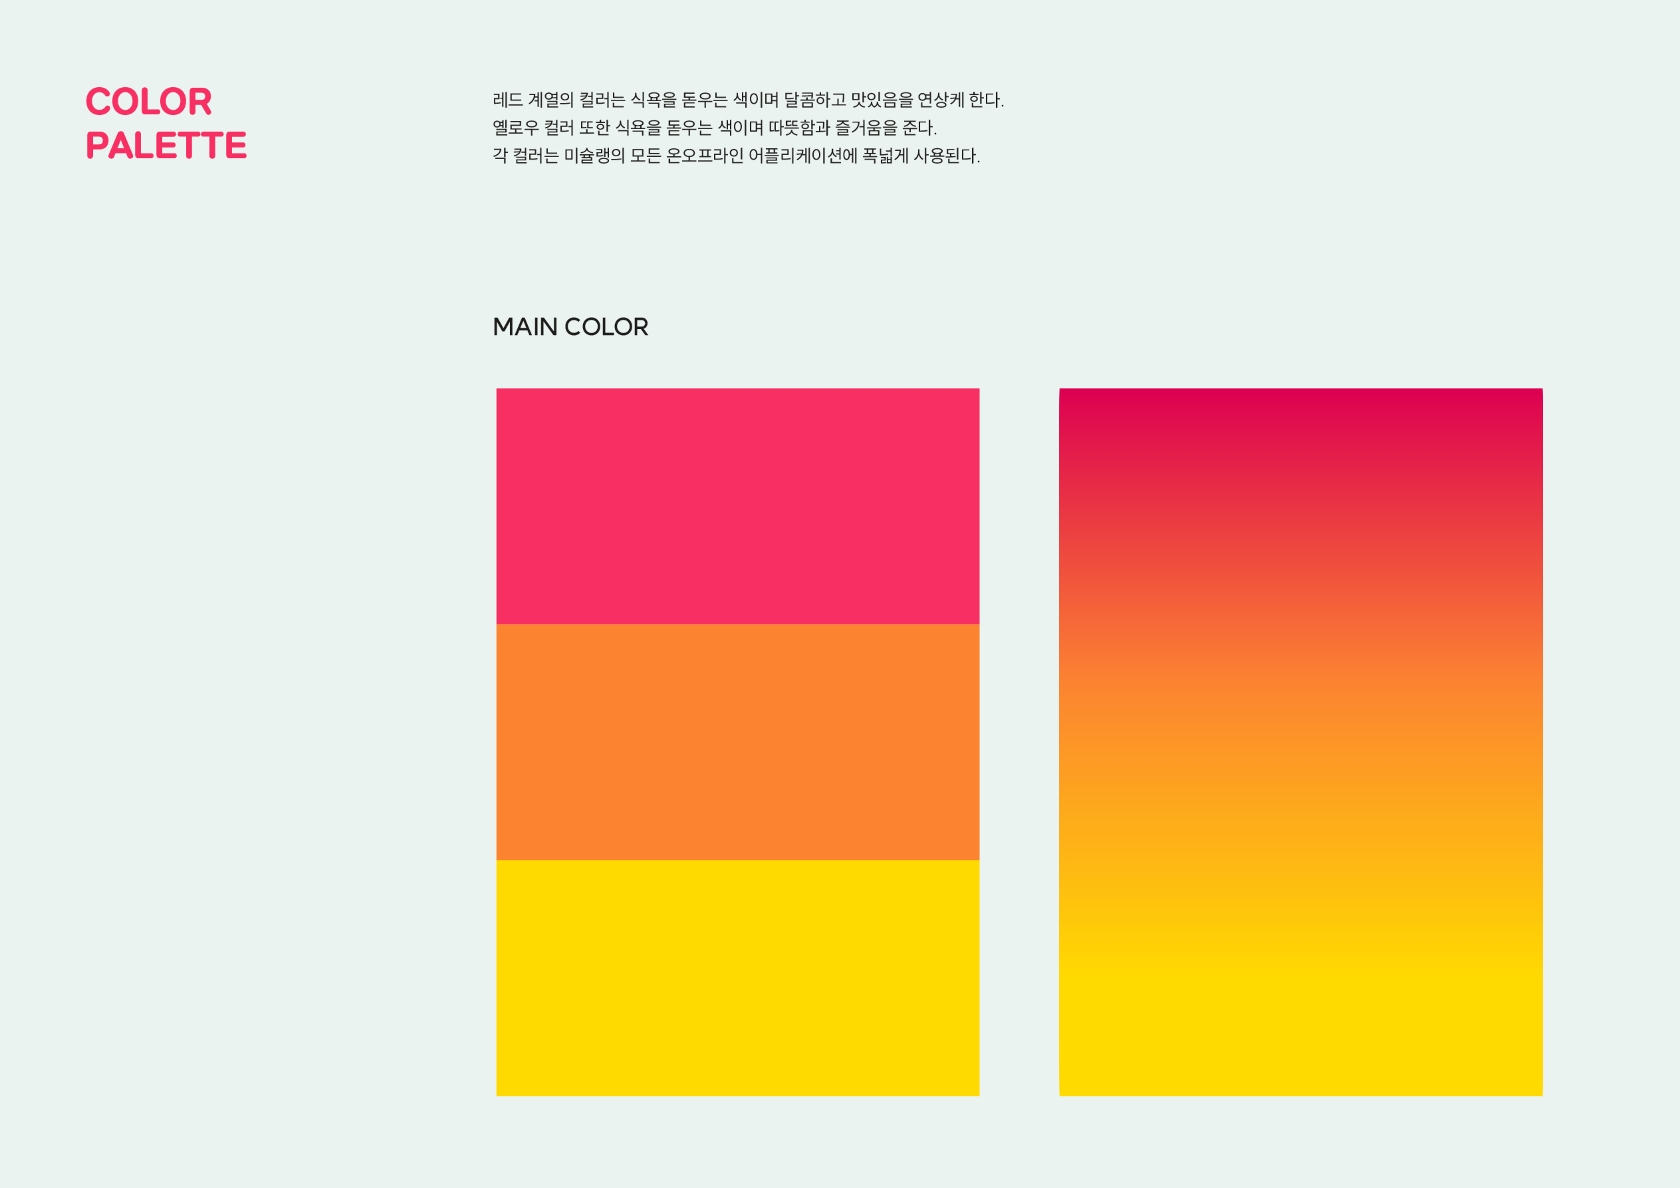 COLOR
PALETTE
레드 계열의 컬러는 식욕을 돋우는 색이며 달콤하고 맛있음을 연상케 한다.
옐로우 컬러 또한 식욕을 돋우는 색이며 따뜻함과 즐거움을 준다.
각 컬러는 미슐랭의 모든 온오프라인 어플리케이션에 폭넓게 사용된다.
MAIN COLOR